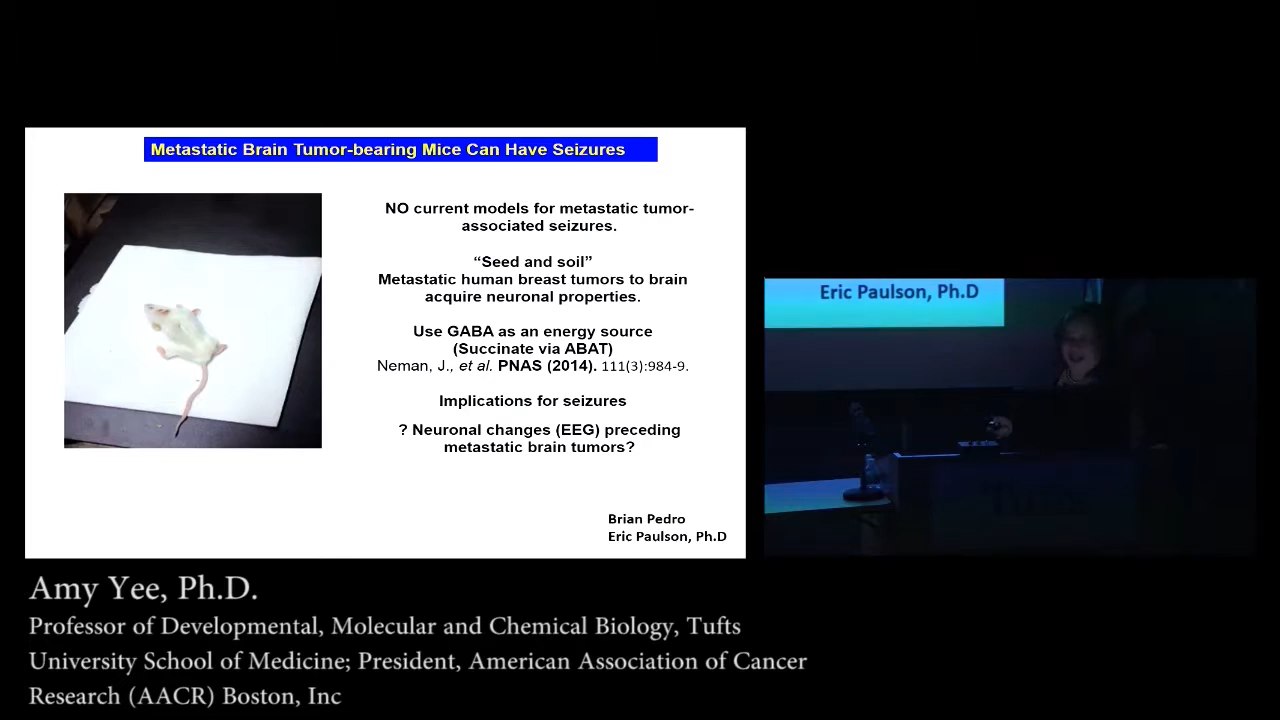 Metastatic Brain Tumor-bearing Mice Can Have Seizures
NO current models for metastatic tumor-
associated seizures.
“Seed and soil”
Metastatic human breast tumors to brain
acquire neuronal properties.
Use GABA as an energy source
(Succinate via ABAT)
Neman, J., et al. PNAS (2014). 111(3):984-9.
Implications for seizures
? Neuronal changes (EEG) preceding
metastatic brain tumors?
Brian Pedro
Eric Paulson, Ph.D
Eric Paulson, Ph.D
Amy Yee, Ph.D.
Professor of Developmental, Molecular and Chemical Biology, Tufts
University School of Medicine; President, American Association of Cancer
Research (AACR) Boston, Inc